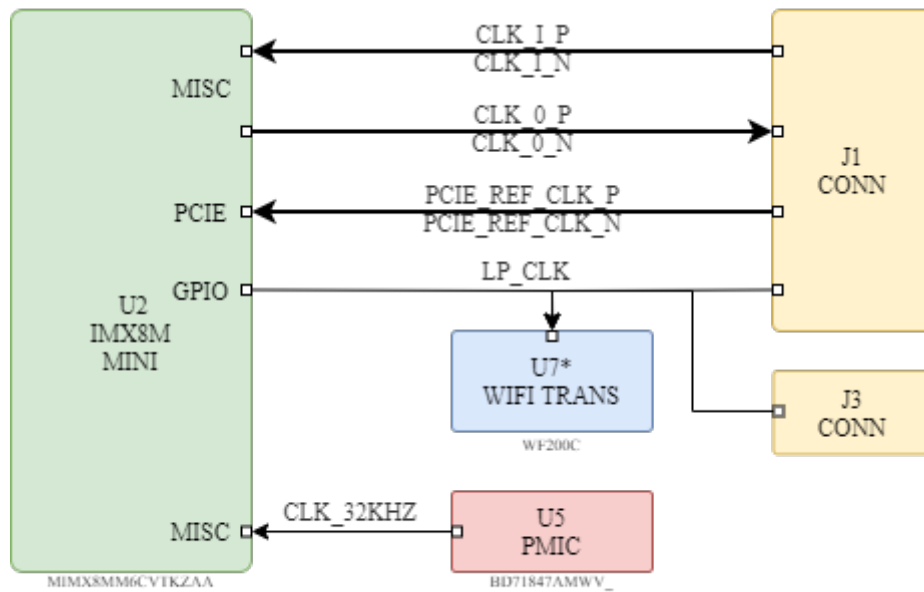 CLK_I_P
CLK_I_N
MISC
CLK_0_P
CLK_0_N
J1
CONN
PCIE_REF_CLK_P
PCIE
PCIE_REF_CLK_N
LP_CLK
GPIO
U2
IMX8M
MINI
U7*
WIFI TRANS
WF200C
J3
CONN
CLK_32KHZ
MISC
U5
PMIC
MIMX8MM6CVTKZAA
BD71847AMWV_